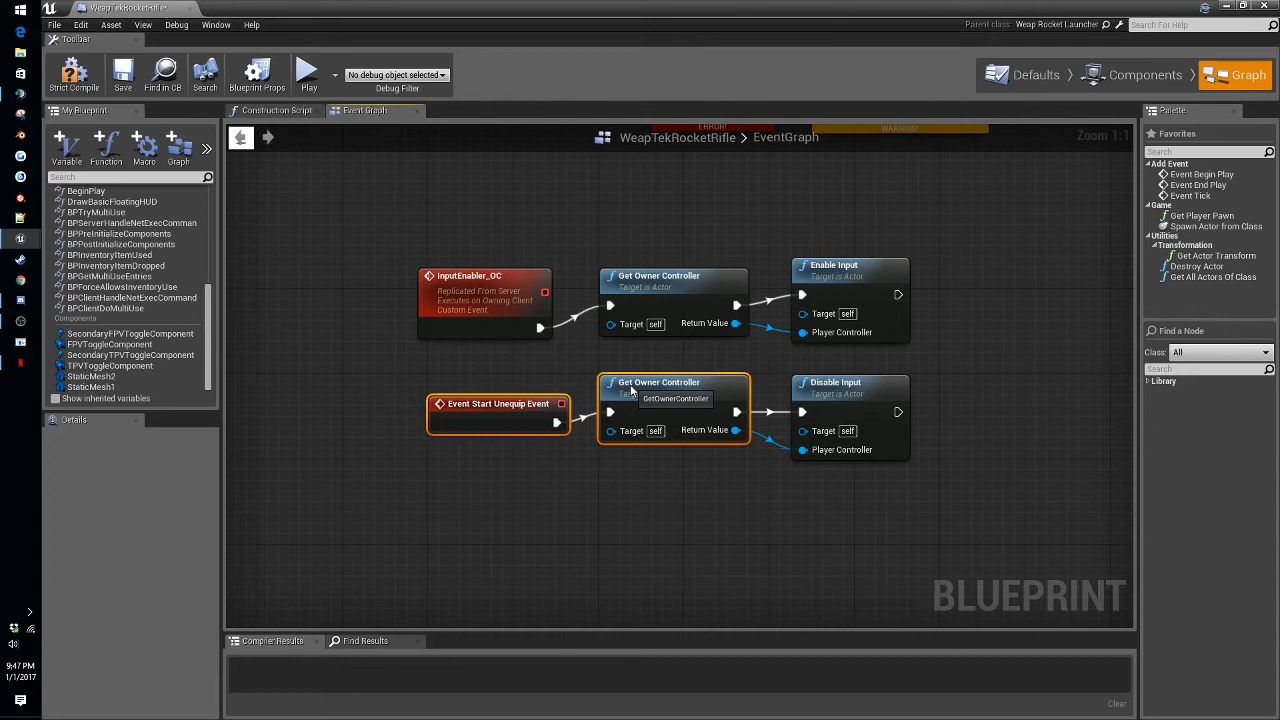 WeapTekRocketRifle*
File Edit Asset View Debug Window Help
Parent class: Weap Rocket Launcher
Search For Help
Toolbar
Strict Compile
Save
Find in CB
Search
Blueprint Props
Play
No debug object selected
Debug Filter
Defaults
Components
Graph
My Blueprint
Variable
Function
Macro
Graph
Search
BeginPlay
DrawBasicFloatingHUD
BPTryMultiUse
BPServerHandleNetExecComman
BPPreInitializeComponents
BPPostInitializeComponents
BPInventoryItemUsed
BPInventoryItemDropped
BPGetMultiUseEntries
BPForceAllowsInventoryUse
BPClientHandleNetExecCommand
BPClientDoMultiUse
Components
SecondaryFPVToggleComponent
FPVToggleComponent
SecondaryTPVToggleComponent
TPVToggleComponent
StaticMesh2
StaticMesh1
Show inherited variables
Details
Construction Script
Event Graph
ERROR!
WARNING!
WeapTekRocketRifle > EventGraph
Zoom 1:1
InputEnabler_OC
Replicated From Server
Executes on Owning Client
Custom Event
Get Owner Controller
Target is Actor
Target self
Return Value
Enable Input
Target is Actor
Target self
Player Controller
Event Start Unequip Event
Get Owner Controller
GetOwnerController
Target self
Return Value
Disable Input
Target is Actor
Target self
Player Controller
BLUEPRINT
Compiler Results
Find Results
Clear
Palette
Favorites
Search
Add Event
Event Begin Play
Event End Play
Event Tick
Game
Get Player Pawn
Spawn Actor from Class
Utilities
Transformation
Get Actor Transform
Destroy Actor
Get All Actors Of Class
Find a Node
Class: All
Search
Library
9:47 PM
1/1/2017